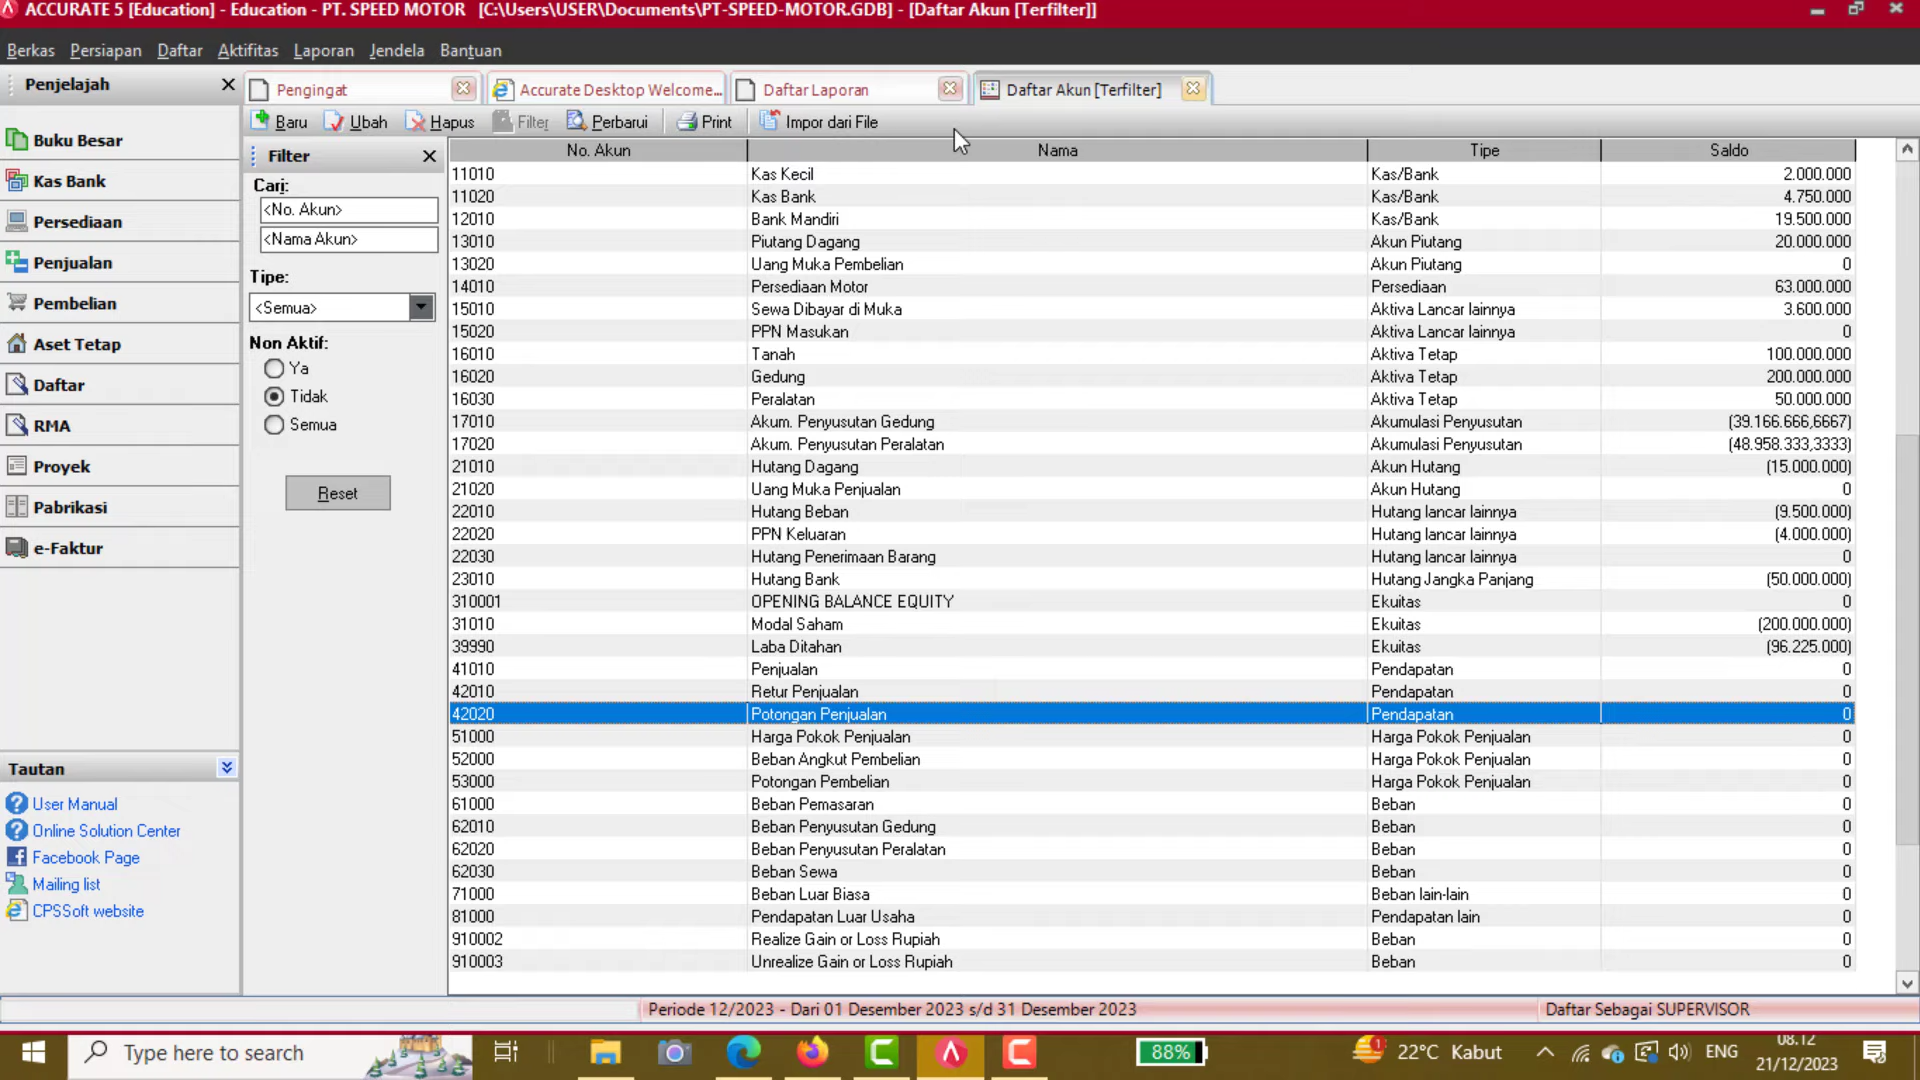 ACCURATE 5 [Education] - Education - PT. SPEED MOTOR [C:\Users\USER\Documents\PT-SPEED-MOTOR.GDB] - [Daftar Akun [Terfilter]]
Berkas Persiapan Daftar Aktifitas Laporan Jendela Bantuan
Penjelajah
Pengingat Accurate Desktop Welcome... Daftar Laporan Daftar Akun [Terfilter]
Baru Ubah Hapus Filter Perbarui Print Impor dari File
Buku Besar
Kas Bank
Persediaan
Penjualan
Pembelian
Aset Tetap
Daftar
RMA
Proyek
Pabrikasi
e-Faktur
Tautan
User Manual
Online Solution Center
Facebook Page
Mailing list
CPSSoft website
Filter
Cari:
<No. Akun>
<Nama Akun>
Tipe:
<Semua>
Non Aktif:
Ya
Tidak
Semua
Reset
No. Akun Nama Tipe Saldo
11010 Kas Kecil Kas/Bank 2.000.000
11020 Kas Bank Kas/Bank 4.750.000
12010 Bank Mandiri Kas/Bank 19.500.000
13010 Piutang Dagang Akun Piutang 20.000.000
13020 Uang Muka Pembelian Akun Piutang 0
14010 Persediaan Motor Persediaan 63.000.000
15010 Sewa Dibayar di Muka Aktiva Lancar lainnya 3.600.000
15020 PPN Masukan Aktiva Lancar lainnya 0
16010 Tanah Aktiva Tetap 100.000.000
16020 Gedung Aktiva Tetap 200.000.000
16030 Peralatan Aktiva Tetap 50.000.000
17010 Akum. Penyusutan Gedung Akumulasi Penyusutan (39.166.666,6667)
17020 Akum. Penyusutan Peralatan Akumulasi Penyusutan (48.958.333,3333)
21010 Hutang Dagang Akun Hutang (15.000.000)
21020 Uang Muka Penjualan Akun Hutang 0
22010 Hutang Beban Hutang lancar lainnya (9.500.000)
22020 PPN Keluaran Hutang lancar lainnya (4.000.000)
22030 Hutang Penerimaan Barang Hutang lancar lainnya 0
23010 Hutang Bank Hutang Jangka Panjang (50.000.000)
310001 OPENING BALANCE EQUITY Ekuitas 0
31010 Modal Saham Ekuitas (200.000.000)
39990 Laba Ditahan Ekuitas (96.225.000)
41010 Penjualan Pendapatan 0
42010 Retur Penjualan Pendapatan 0
42020 Potongan Penjualan Pendapatan 0
51000 Harga Pokok Penjualan Harga Pokok Penjualan 0
52000 Beban Angkut Pembelian Harga Pokok Penjualan 0
53000 Potongan Pembelian Harga Pokok Penjualan 0
61000 Beban Pemasaran Beban 0
62010 Beban Penyusutan Gedung Beban 0
62020 Beban Penyusutan Peralatan Beban 0
62030 Beban Sewa Beban 0
71000 Beban Luar Biasa Beban lain-lain 0
81000 Pendapatan Luar Usaha Pendapatan lain 0
910002 Realize Gain or Loss Rupiah Beban 0
910003 Unrealize Gain or Loss Rupiah Beban 0
Periode 12/2023 - Dari 01 Desember 2023 s/d 31 Desember 2023 Daftar Sebagai SUPERVISOR
Type here to search 88% 22°C Kabut ENG 08.12
21/12/2023